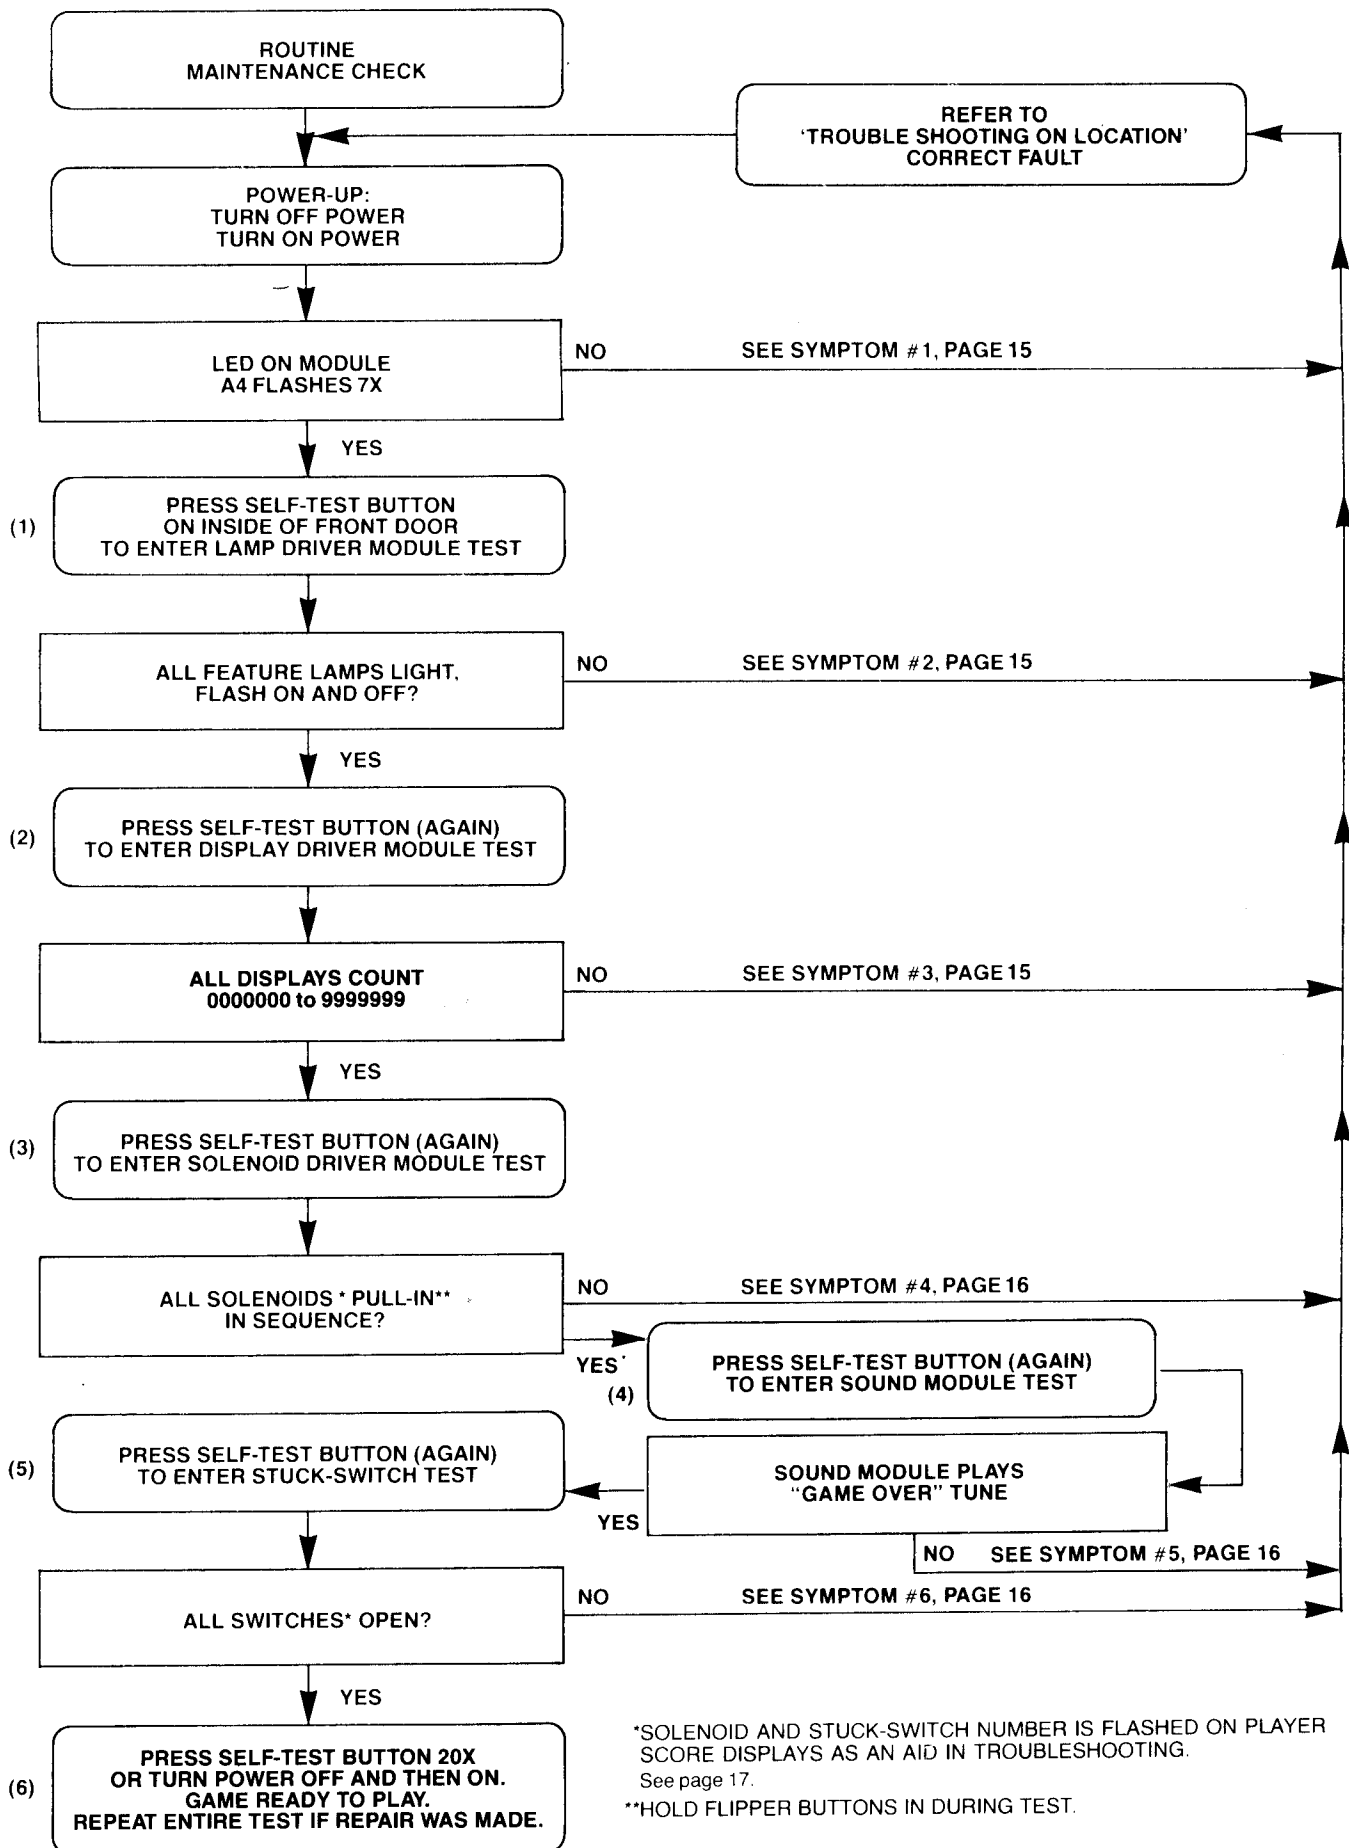 ROUTINE
MAINTENANCE CHECK
REFER TO
'TROUBLE SHOOTING ON LOCATION'
CORRECT FAULT
POWER-UP:
TURN OFF POWER
TURN ON POWER
LED ON MODULE
A4 FLASHES 7X
NO
SEE SYMPTOM #1, PAGE 15
YES
(1)
PRESS SELF-TEST BUTTON
ON INSIDE OF FRONT DOOR
TO ENTER LAMP DRIVER MODULE TEST
ALL FEATURE LAMPS LIGHT,
FLASH ON AND OFF?
NO
SEE SYMPTOM #2, PAGE 15
YES
(2)
PRESS SELF-TEST BUTTON (AGAIN)
TO ENTER DISPLAY DRIVER MODULE TEST
ALL DISPLAYS COUNT
0000000 to 9999999
NO
SEE SYMPTOM #3, PAGE 15
YES
(3)
PRESS SELF-TEST BUTTON (AGAIN)
TO ENTER SOLENOID DRIVER MODULE TEST
ALL SOLENOIDS * PULL-IN**
IN SEQUENCE?
NO
SEE SYMPTOM #4, PAGE 16
YES
(4)
PRESS SELF-TEST BUTTON (AGAIN)
TO ENTER SOUND MODULE TEST
SOUND MODULE PLAYS
"GAME OVER" TUNE
YES
NO
SEE SYMPTOM #5, PAGE 16
(5)
PRESS SELF-TEST BUTTON (AGAIN)
TO ENTER STUCK-SWITCH TEST
ALL SWITCHES* OPEN?
NO
SEE SYMPTOM #6, PAGE 16
YES
(6)
PRESS SELF-TEST BUTTON 20X
OR TURN POWER OFF AND THEN ON.
GAME READY TO PLAY.
REPEAT ENTIRE TEST IF REPAIR WAS MADE.
*SOLENOID AND STUCK-SWITCH NUMBER IS FLASHED ON PLAYER
SCORE DISPLAYS AS AN AID IN TROUBLESHOOTING.
See page 17.
**HOLD FLIPPER BUTTONS IN DURING TEST.